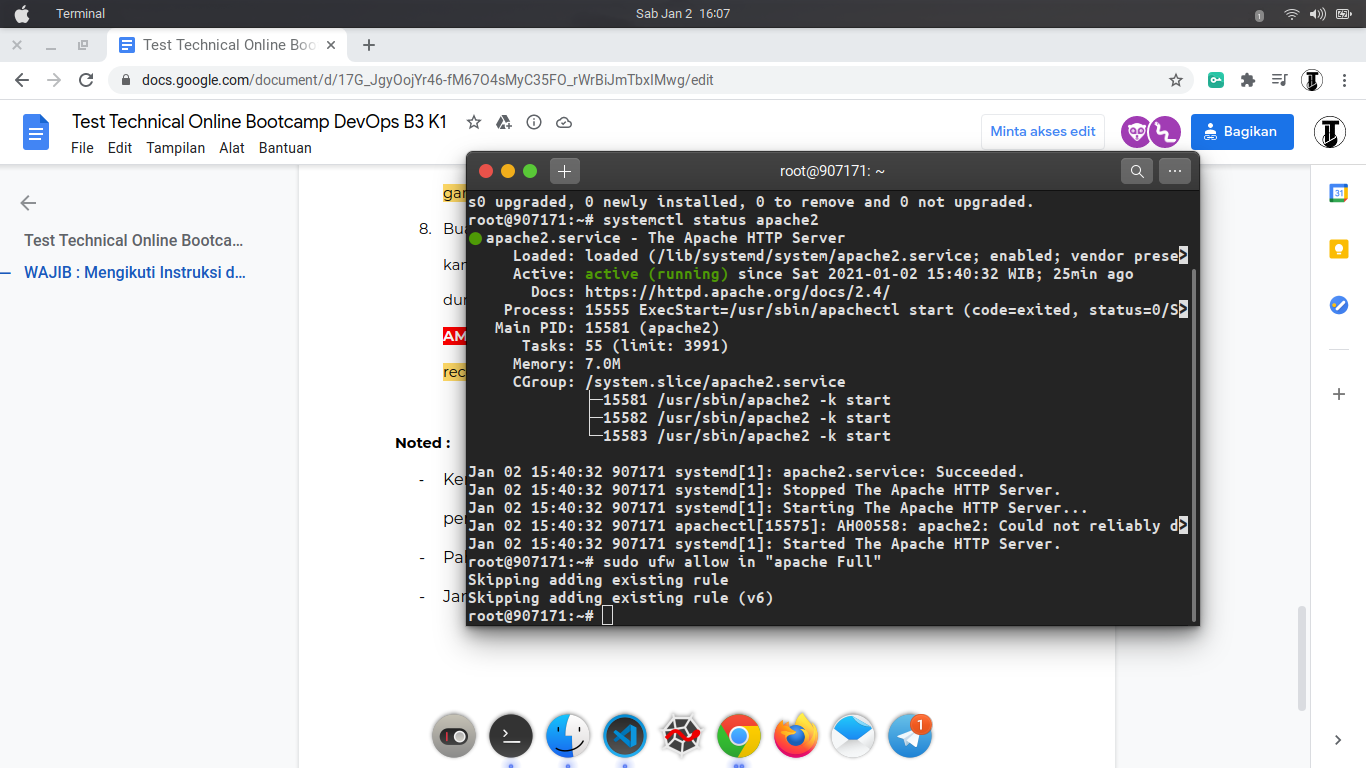 Terminal
Sab Jan 2 16:07
1
Test Technical Online Boo
docs.google.com/document/d/17G_JgyOojYr46-fM67O4sMyC35FO_rWrBiJmTbxIMwg/edit
Test Technical Online Bootcamp DevOps B3 K1
File Edit Tampilan Alat Bantuan
Minta akses edit
Bagikan
Test Technical Online Bootca...
WAJIB : Mengikuti Instruksi d...
gar
8. Bua
kar
dur
AM
rec
Noted :
- Ker
per
- Pa
- Jar
root@907171: ~
s0 upgraded, 0 newly installed, 0 to remove and 0 not upgraded.
root@907171:~# systemctl status apache2
apache2.service - The Apache HTTP Server
Loaded: loaded (/lib/systemd/system/apache2.service; enabled; vendor prese>
Active: active (running) since Sat 2021-01-02 15:40:32 WIB; 25min ago
Docs: https://httpd.apache.org/docs/2.4/
Process: 15555 ExecStart=/usr/sbin/apachectl start (code=exited, status=0/S>
Main PID: 15581 (apache2)
Tasks: 55 (limit: 3991)
Memory: 7.0M
CGroup: /system.slice/apache2.service
├─15581 /usr/sbin/apache2 -k start
├─15582 /usr/sbin/apache2 -k start
└─15583 /usr/sbin/apache2 -k start
Jan 02 15:40:32 907171 systemd[1]: apache2.service: Succeeded.
Jan 02 15:40:32 907171 systemd[1]: Stopped The Apache HTTP Server.
Jan 02 15:40:32 907171 systemd[1]: Starting The Apache HTTP Server...
Jan 02 15:40:32 907171 apachectl[15575]: AH00558: apache2: Could not reliably d>
Jan 02 15:40:32 907171 systemd[1]: Started The Apache HTTP Server.
root@907171:~# sudo ufw allow in "apache Full"
Skipping adding existing rule
Skipping adding existing rule (v6)
root@907171:~#
31
1